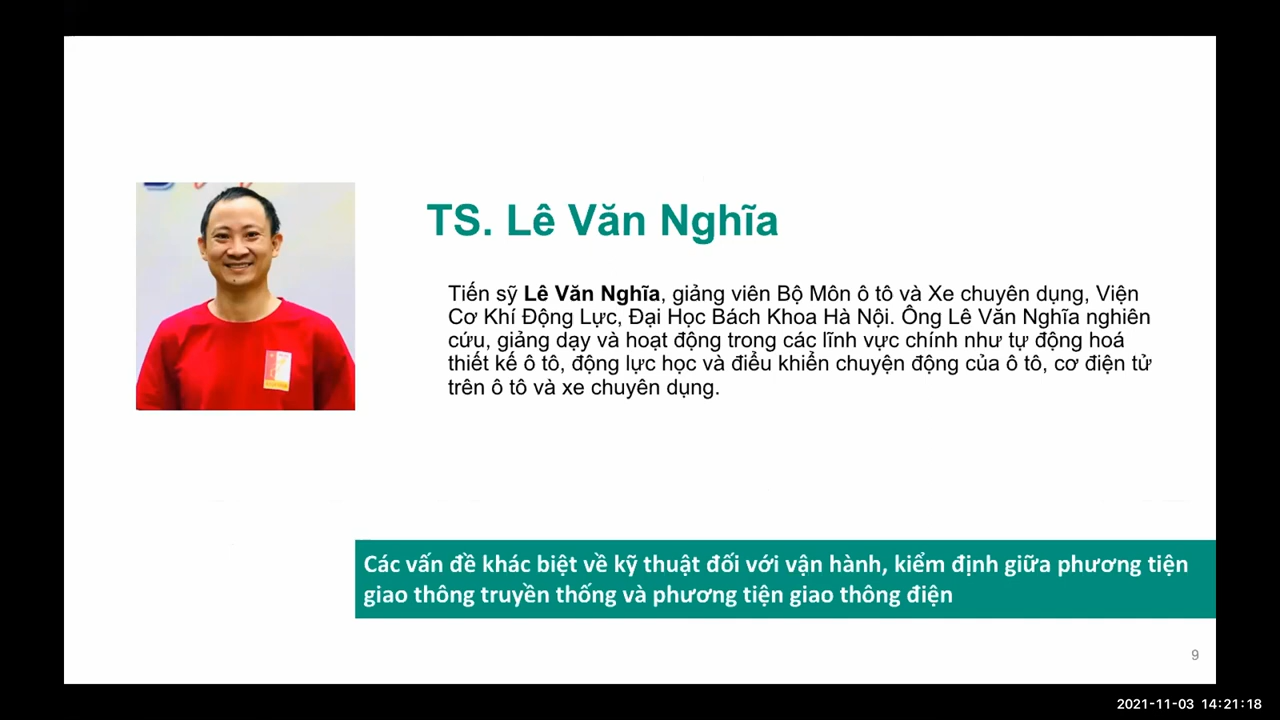 TS. Lê Văn Nghĩa
Tiến sỹ Lê Văn Nghĩa, giảng viên Bộ Môn ô tô và Xe chuyên dụng, Viện
Cơ Khí Động Lực, Đại Học Bách Khoa Hà Nội. Ông Lê Văn Nghĩa nghiên
cứu, giảng dạy và hoạt động trong các lĩnh vực chính như tự động hoá
thiết kế ô tô, động lực học và điểu khiển chuyện động của ô tô, cơ điện tử
trên ô tô và xe chuyên dụng.
Các vấn đề khác biệt về kỹ thuật đối với vận hành, kiểm định giữa phương tiện
giao thông truyền thống và phương tiện giao thông điện
9
2021-11-03 14:21:18